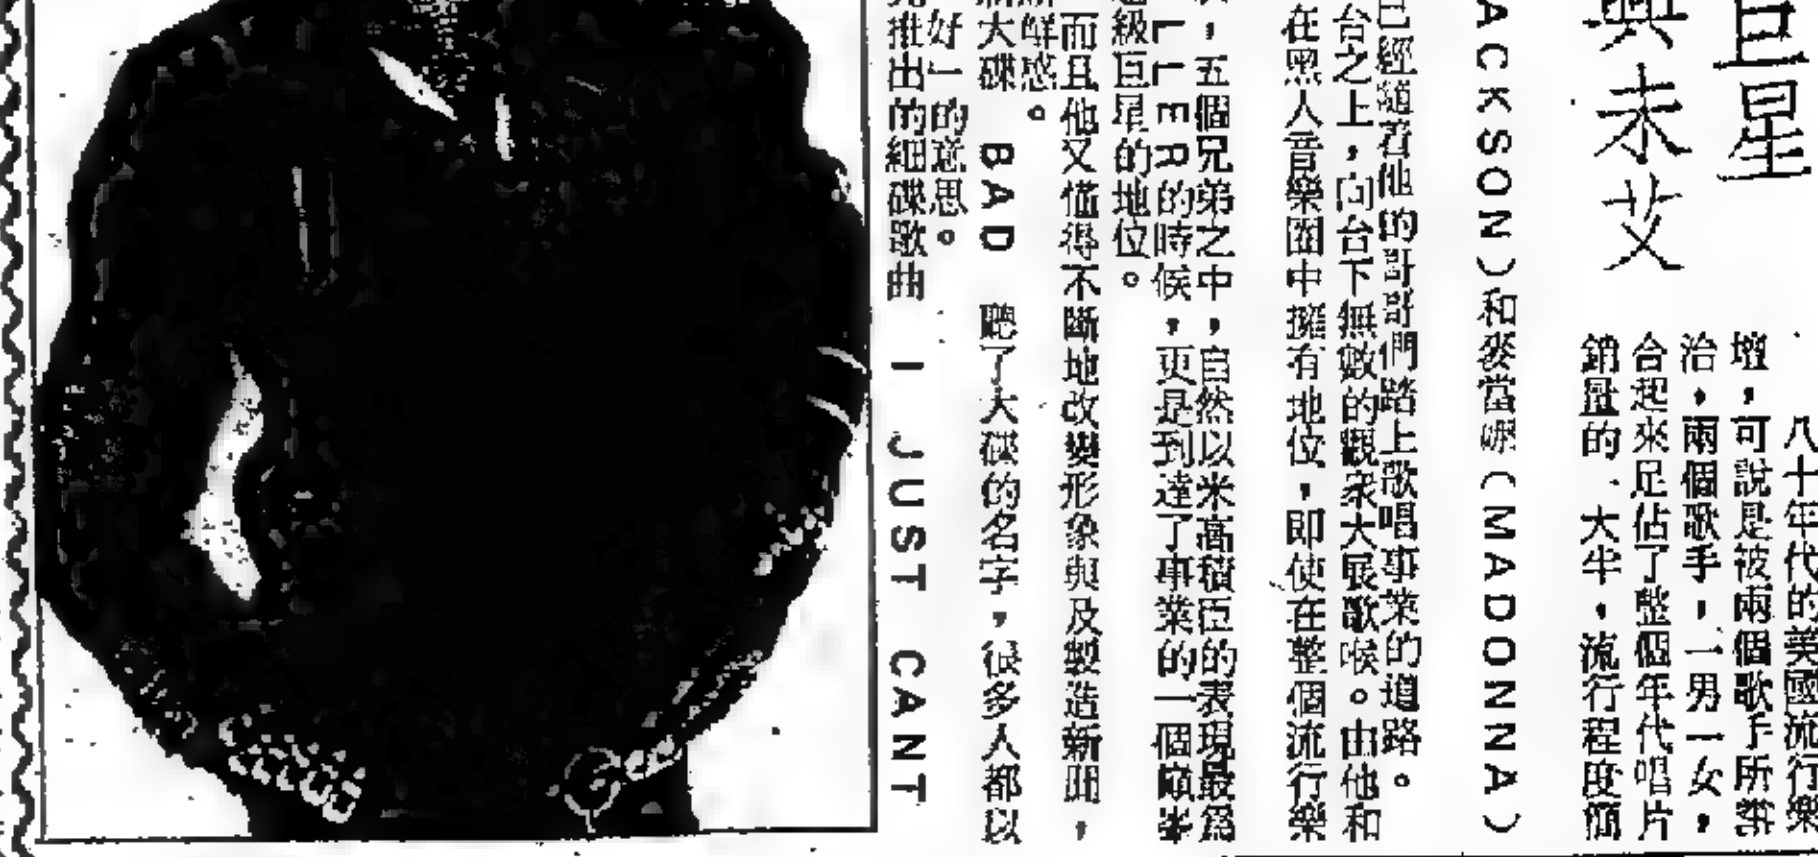 巨星
興未艾
八十年代的美國流行樂
壇，可說是被兩個歌手所
治，兩個歌手，一男一女，
合起來足佔了整個年代唱片
銷量的、大半，流行程度簡
ACKSON）和麥當娜（MADONNA）
已經隨着他的哥哥們踏上歌唱事業的道路。
台之上，向台下無數的觀衆大展歌喉。由他和
在黑人音樂圈中擁有地位，即使在整個流行樂
，五個兄弟之中，自然以米高積臣的表現最爲
LLER的時候，更是到達了事業的一個巔峯
級巨星的地位。
而且他又懂得不斷地改變形象與及製造新聞，
鮮感。
大碟 BAD 聽了大碟的名字，很多人都以
好」的意思。
推出的細碟歌曲 I JUST CANT